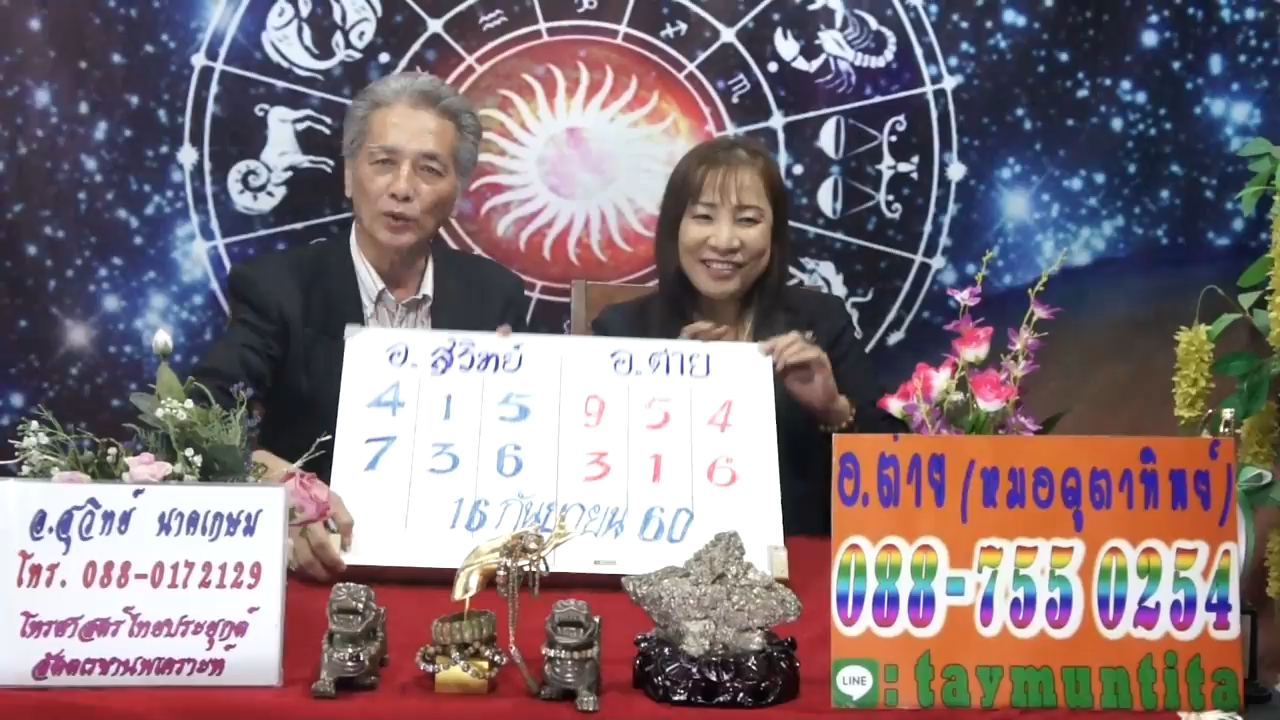 อ. สุวิทย์
อ.ต่าย
4 1 5
9 5 4
7 3 6
3 1 6
16 กันยายน 60
อ.สุวิทย์ นาคเกษม
โทร. 088-0172129
โหราศาสตร์ไทยประยุกต์
อ.ต่าย (หมอดูตาทิพย์)
088-755 0254
LINE : taymuntita